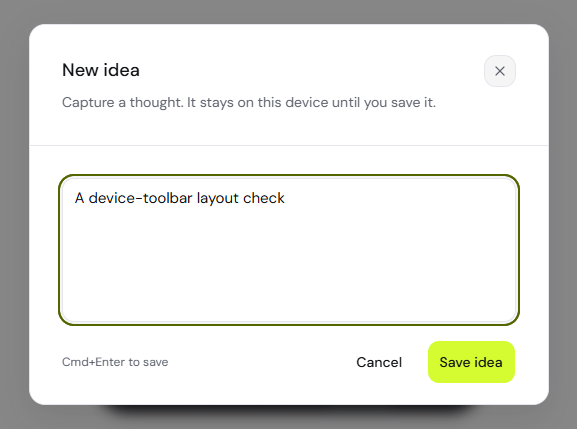 New idea
Capture a thought. It stays on this device until you save it.
A device-toolbar layout check
Cmd+Enter to save
Cancel
Save idea